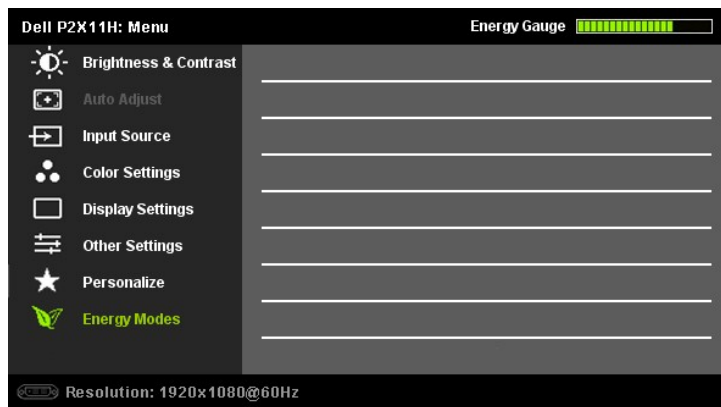 Dell P2X11H: Menu Energy Gauge
Brightness & Contrast
Auto Adjust
Input Source
Color Settings
Display Settings
Other Settings
Personalize
Energy Modes
Resolution: 1920x1080@60Hz